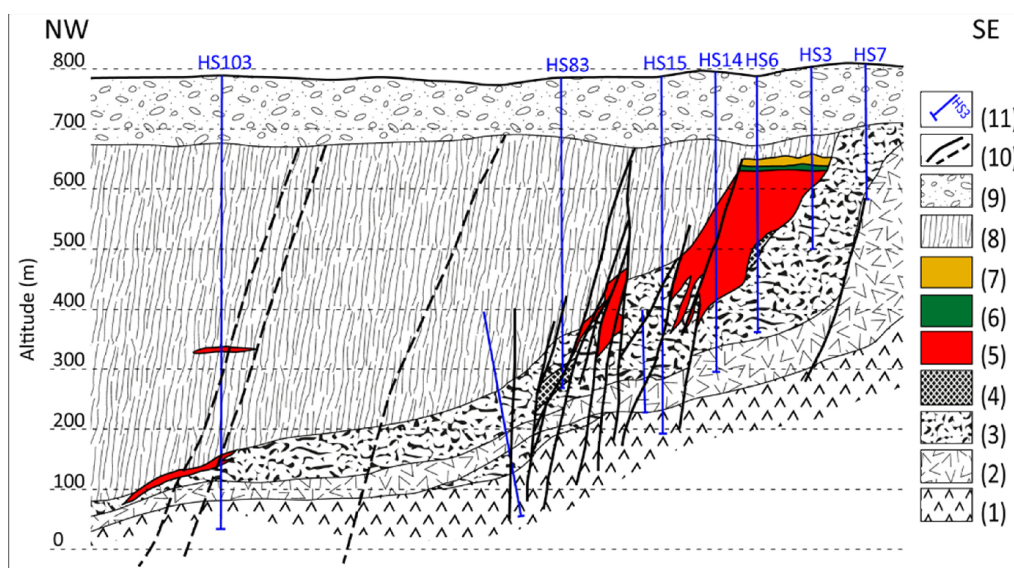 NW
SE
HS103
HS83
HS15
HS14
HS6
HS3
HS7
Altitude (m)
800
700
600
500
400
300
200
100
0
HS3
(11)
(10)
(9)
(8)
(7)
(6)
(5)
(4)
(3)
(2)
(1)